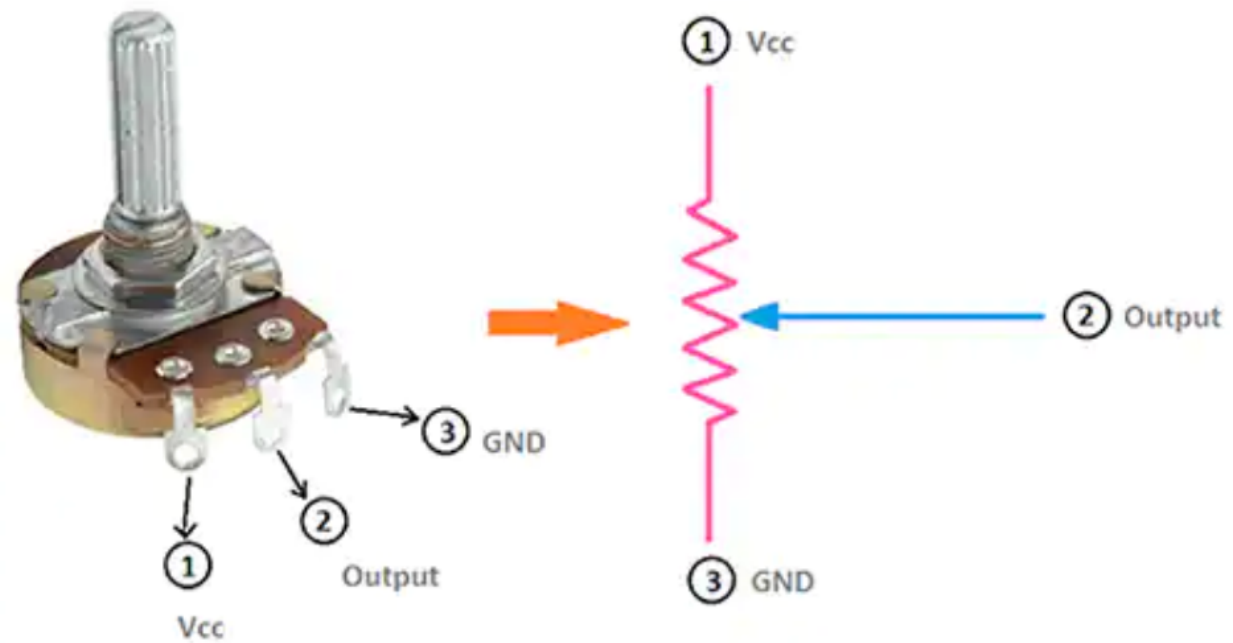 1 Vcc
2 Output
3 GND
3 GND
2
Output
1
Vcc